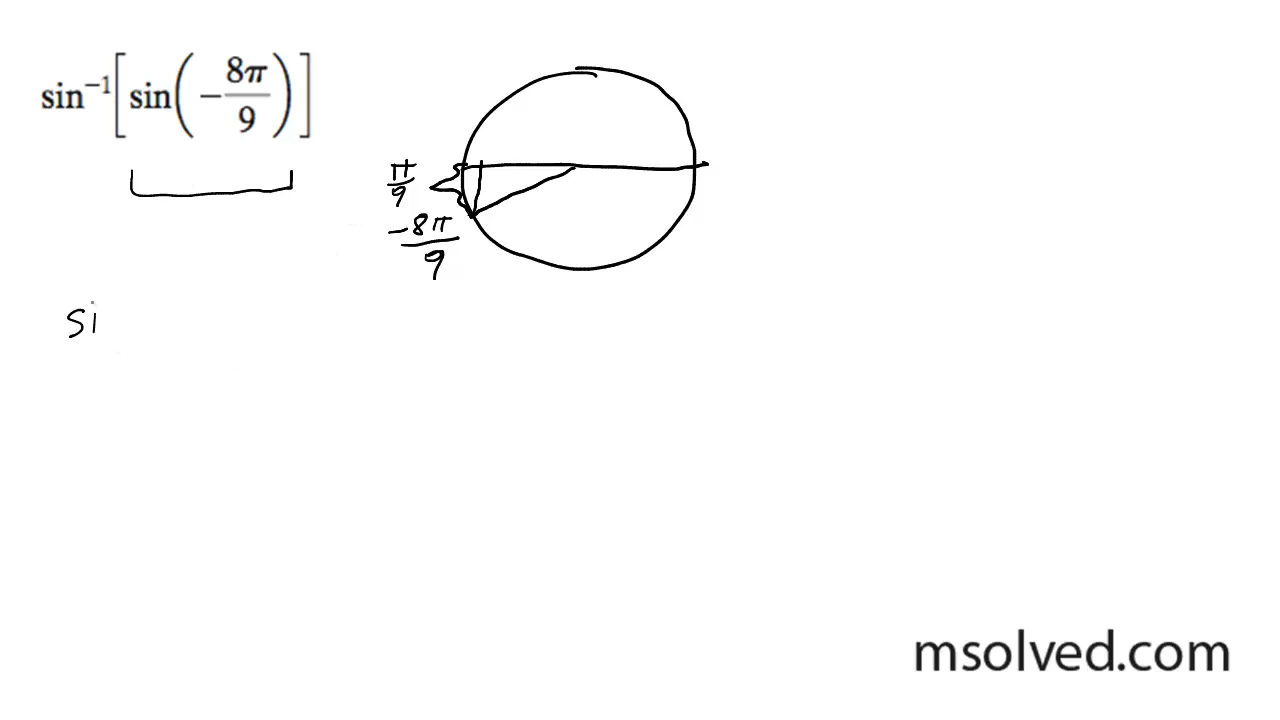 sin⁻¹[sin(−8π/9)]
π/9
−8π/9
si
msolved.com